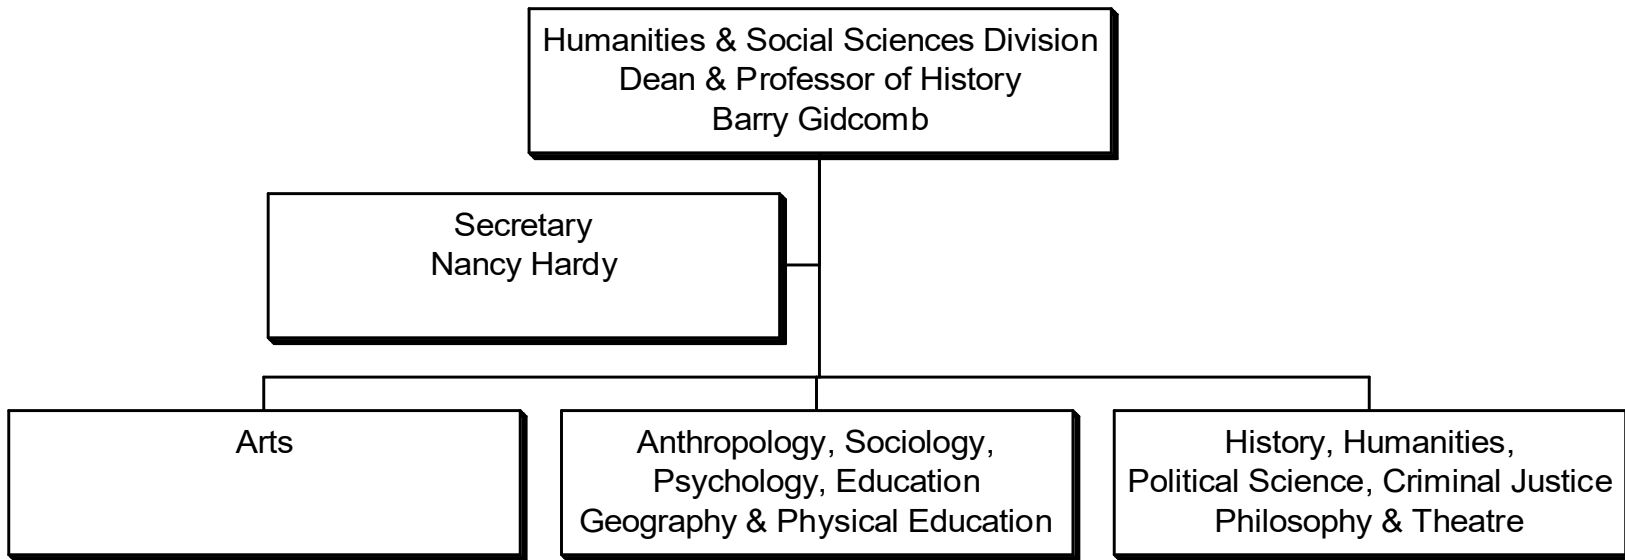 Humanities & Social Sciences Division
Dean & Professor of History
Barry Gidcomb
Secretary
Nancy Hardy
Arts
Anthropology, Sociology,
Psychology, Education
Geography & Physical Education
History, Humanities,
Political Science, Criminal Justice
Philosophy & Theatre